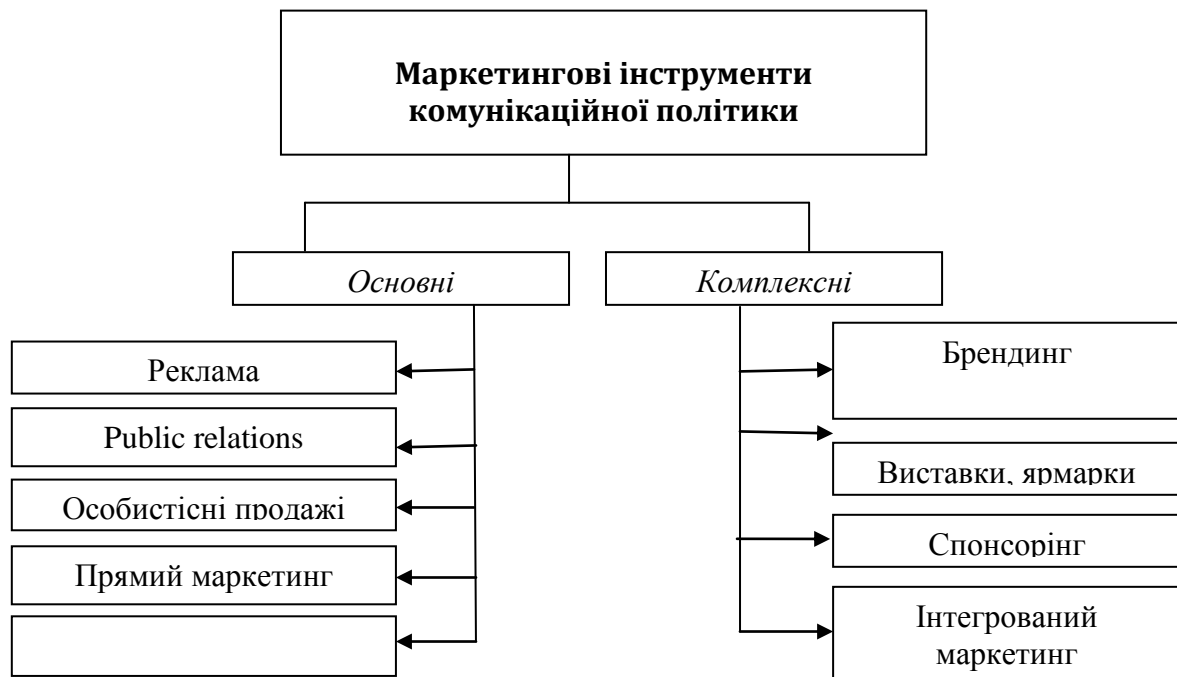 Маркетингові інструменти
комунікаційної політики
Основні
Комплексні
Реклама
Public relations
Особистісні продажі
Прямий маркетинг
Брендинг
Виставки, ярмарки
Спонсорінг
Інтегрований
маркетинг